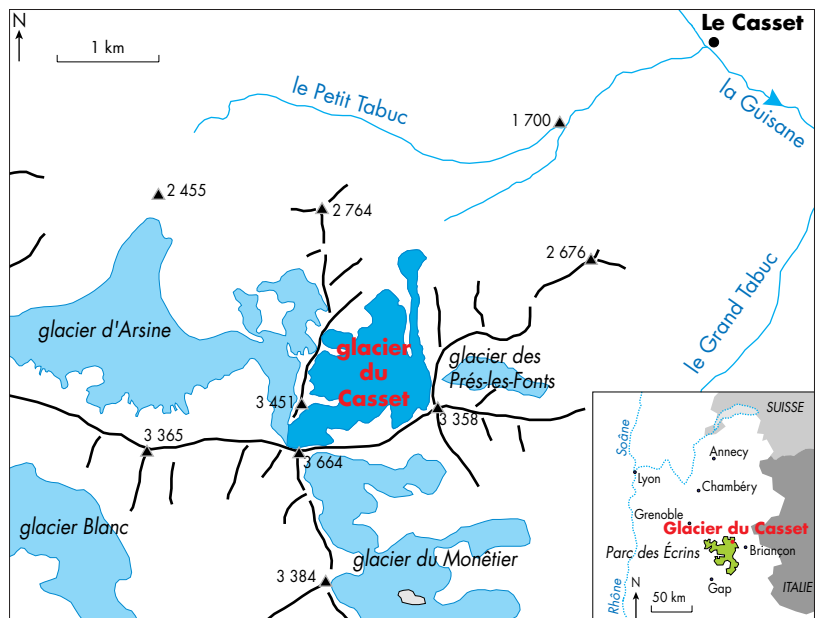 N
1 km
Le Casset
la Guisane
le Petit Tabuc
1 700
2 455
2 764
2 676
le Grand Tabuc
glacier d'Arsine
glacier
du
Casset
glacier des
Prés-les-Fonts
3 451
3 358
3 365
3 664
glacier Blanc
glacier du Monêtier
3 384
SUISSE
Saône
Annecy
Lyon
Chambéry
Grenoble
Glacier du Casset
Parc des Écrins
Briançon
N
50 km
Gap
Rhône
ITALIE